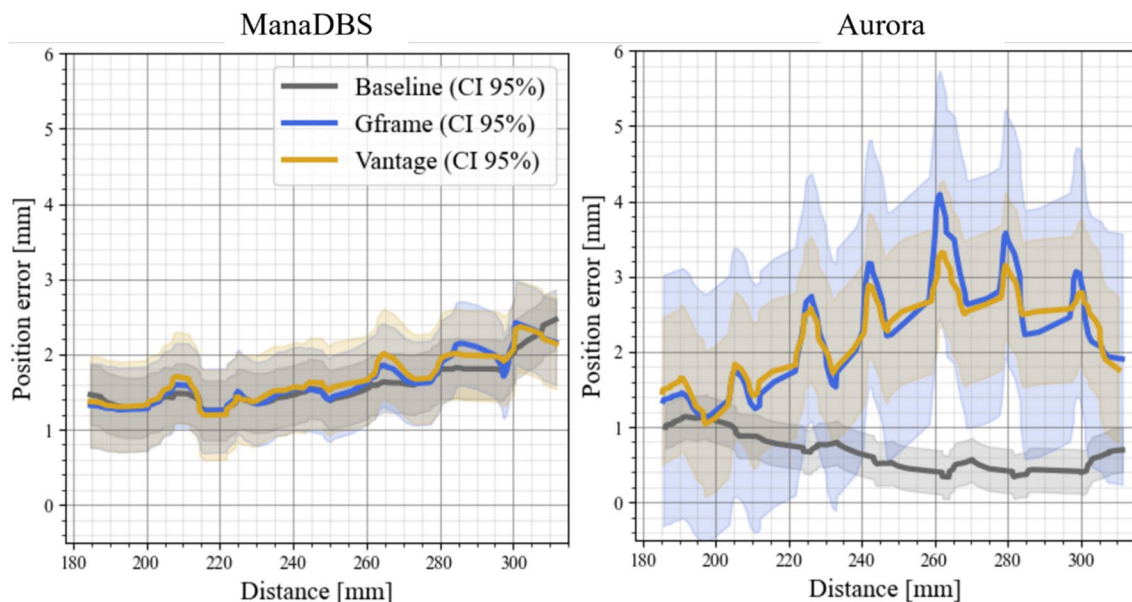 ManaDBS
Aurora
6
5
4
3
2
1
0
Position error [mm]
Baseline (CI 95%)
Gframe (CI 95%)
Vantage (CI 95%)
180 200 220 240 260 280 300
Distance [mm]
6
5
4
3
2
1
0
Position error [mm]
180 200 220 240 260 280 300
Distance [mm]